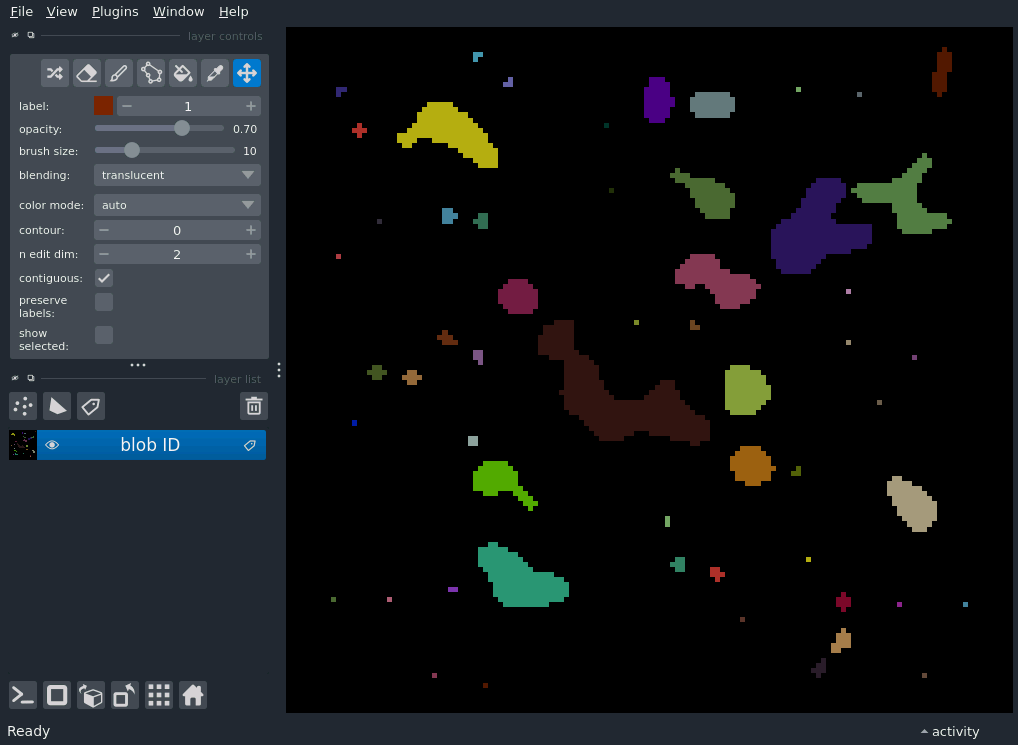 File View Plugins Window Help
layer controls
label: 1
opacity: 0.70
brush size: 10
blending: translucent
color mode: auto
contour: 0
n edit dim: 2
contiguous:
preserve
labels:
show
selected:
layer list
blob ID
Ready
activity